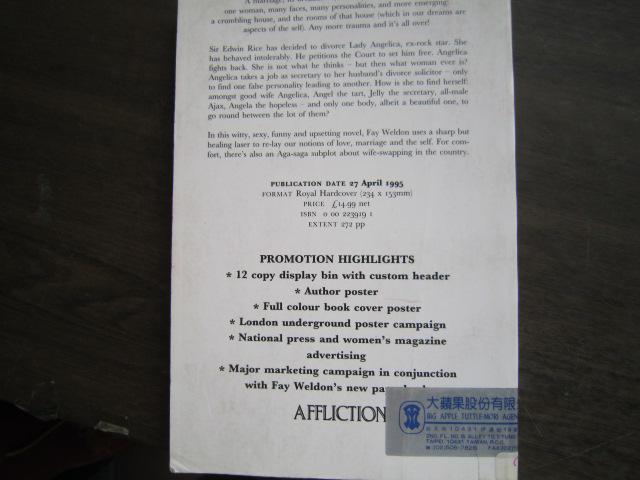 A marriage, its
one woman, many faces, many personalities, and more emerging:
a crumbling house, and the rooms of that house (which in our dreams are
aspects of the self). Any more trauma and it's all over!
Sir Edwin Rice has decided to divorce Lady Angelica, ex-rock star. She
has behaved intolerably. He petitions the Court to set him free. Angelica
fights back. She is not what he thinks – but then what woman ever is?
Angelica takes a job as secretary to her husband's divorce solicitor – only
to find one false personality leading to another. How is she to find herself:
amongst good wife Angelica, Angel the tart, Jelly the secretary, all-male
Ajax, Angela the hopeless – and only one body, albeit a beautiful one, to
go round between the lot of them?
In this witty, sexy, funny and upsetting novel, Fay Weldon uses a sharp but
healing laser to re-lay our notions of love, marriage and the self. For com-
fort, there's also an Aga-saga subplot about wife-swapping in the country.
PUBLICATION DATE 27 April 1995
FORMAT Royal Hardcover (234 x 153mm)
PRICE £14.99 net
ISBN 0 00 223919 1
EXTENT 272 pp
PROMOTION HIGHLIGHTS
* 12 copy display bin with custom header
* Author poster
* Full colour book cover poster
* London underground poster campaign
* National press and women's magazine
advertising
* Major marketing campaign in conjunction
with Fay Weldon's new
AFFLICTION
大蘋果股份有限
BIG APPLE TUTTLE-MORI AGEN
TAIPEI, 10431 TAIWAN, R.O.C.